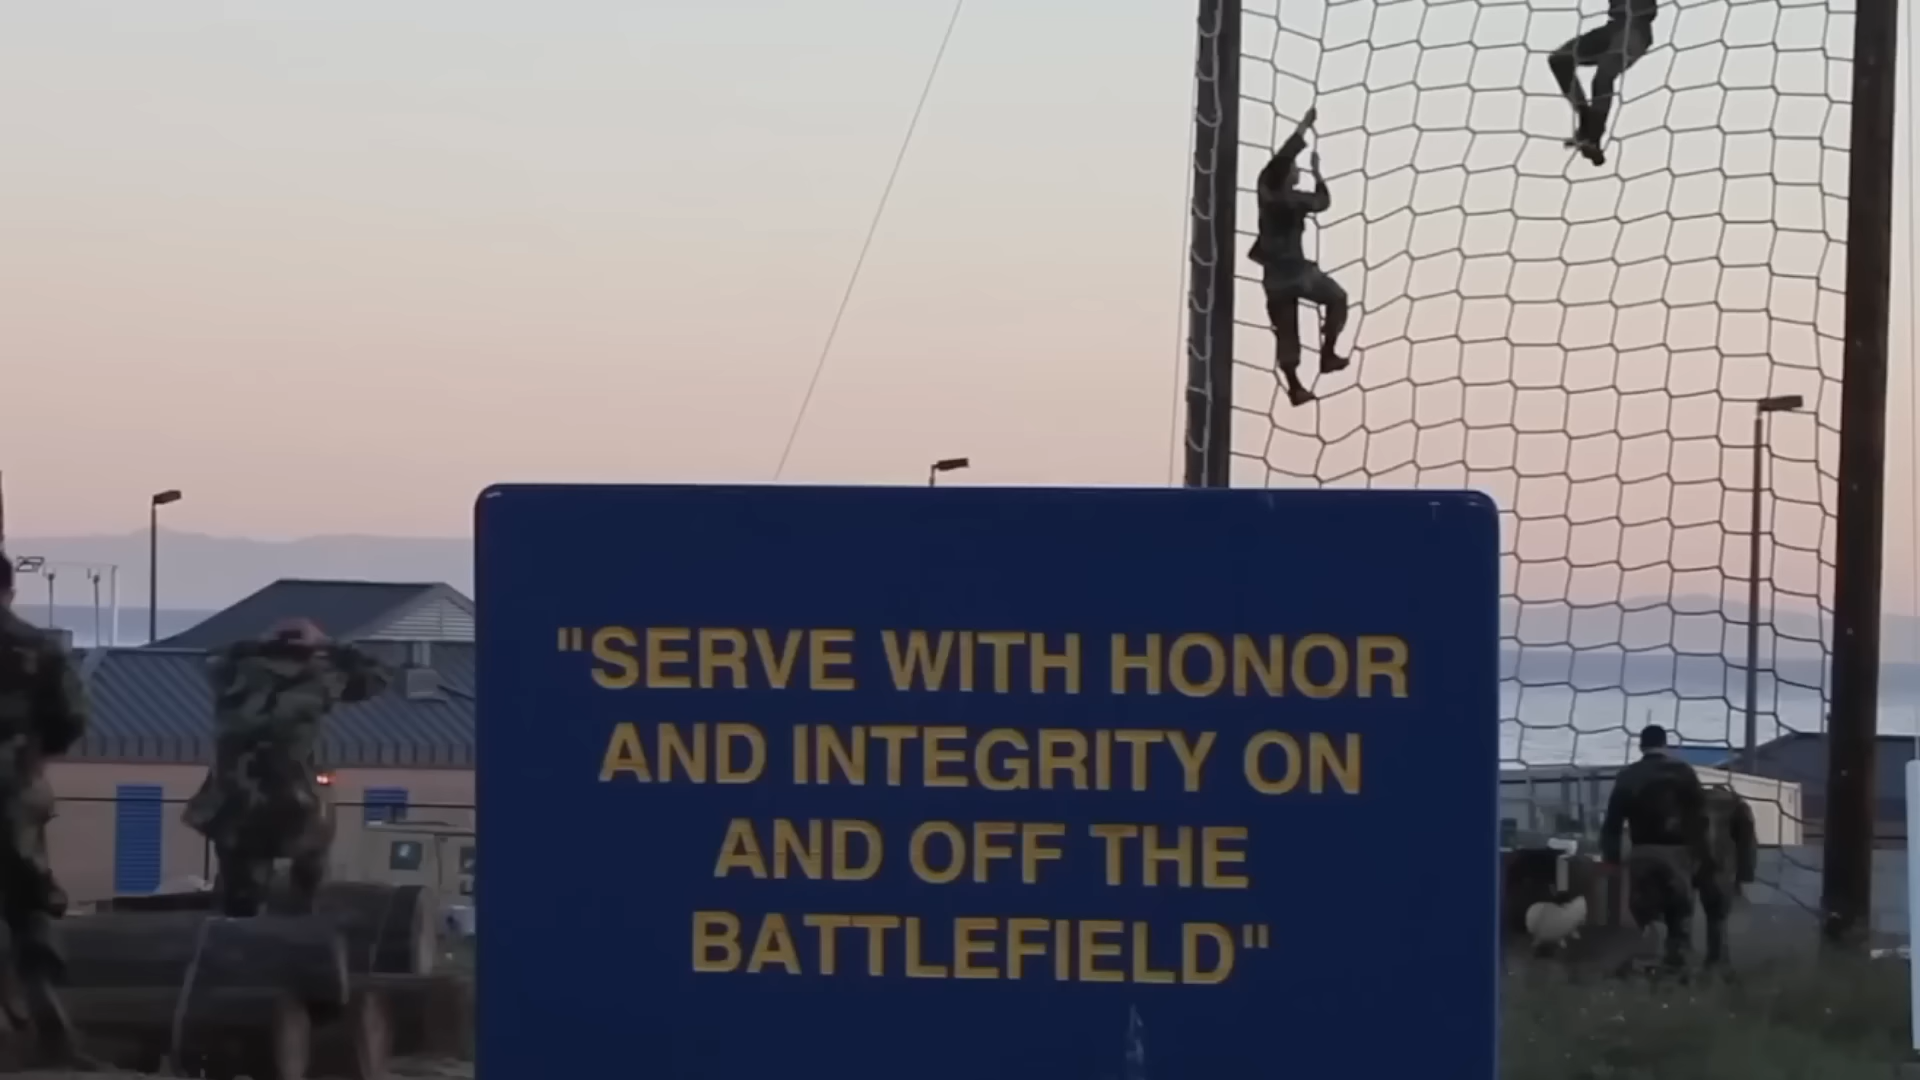 "SERVE WITH HONOR
AND INTEGRITY ON
AND OFF THE
BATTLEFIELD"